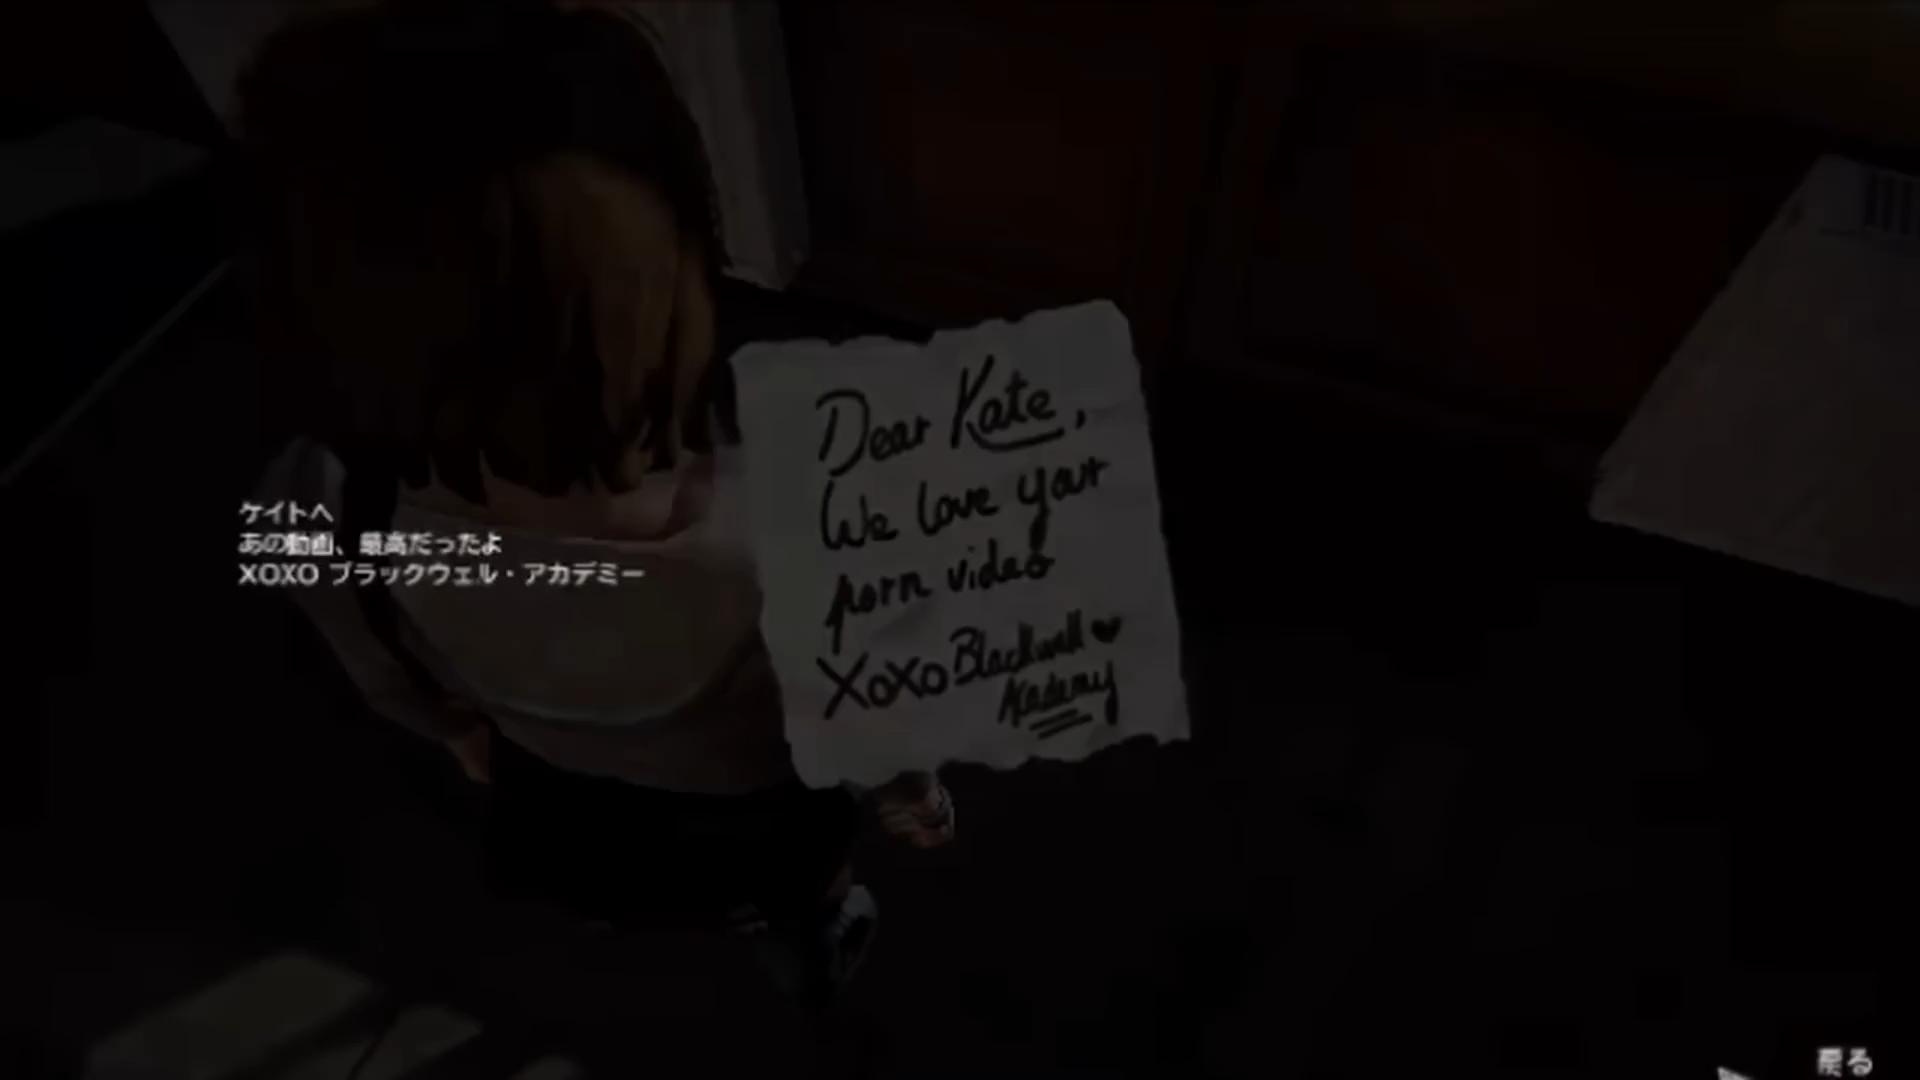 ケイトへ
あの動画、最高だったよ
XOXO ブラックウェル・アカデミー
Dear Kate,
We love your
porn video
XoXo Blackwell ♥
Academy
戻る